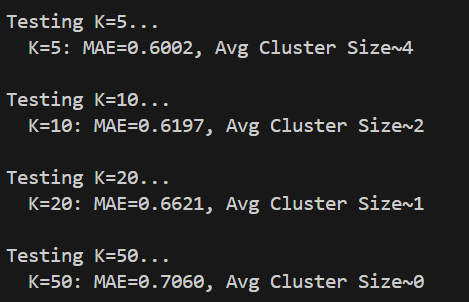 Testing K=5...
K=5: MAE=0.6002, Avg Cluster Size~4
Testing K=10...
K=10: MAE=0.6197, Avg Cluster Size~2
Testing K=20...
K=20: MAE=0.6621, Avg Cluster Size~1
Testing K=50...
K=50: MAE=0.7060, Avg Cluster Size~0